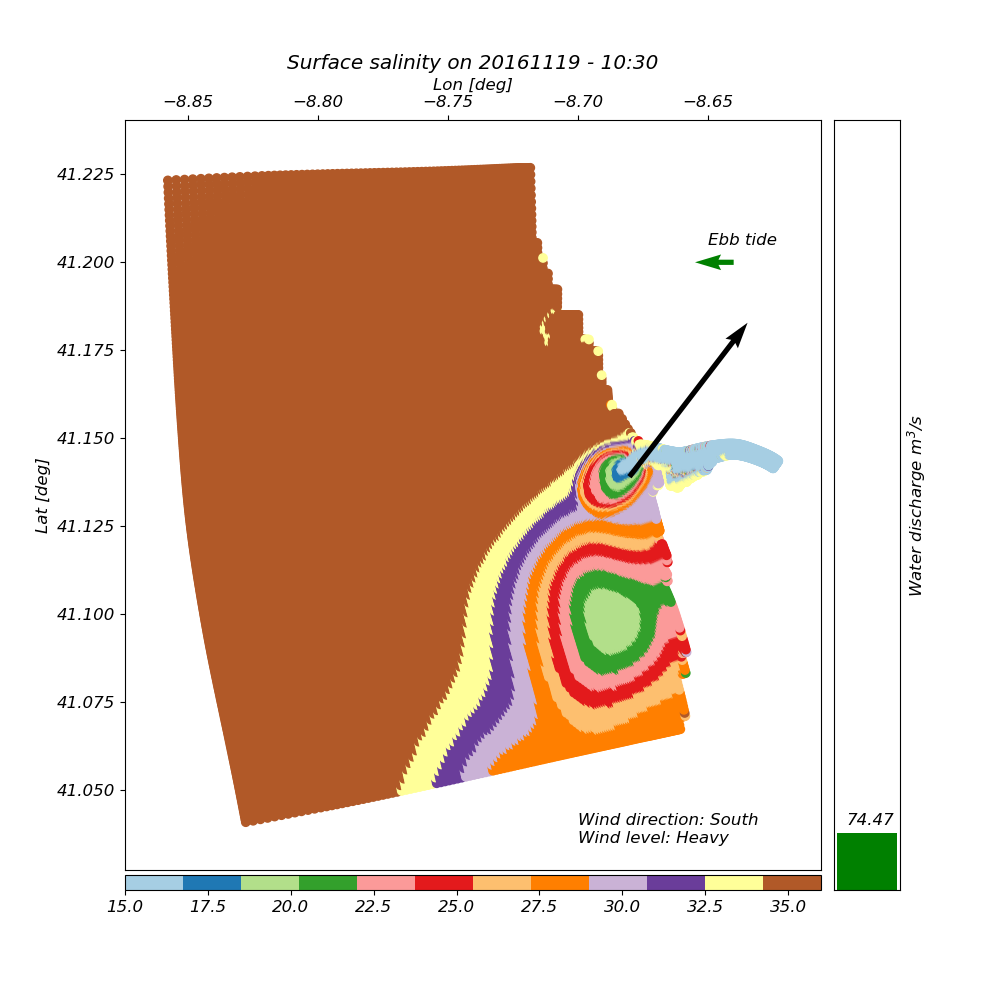 Surface salinity on 20161119 - 10:30
Lon [deg]
−8.85 −8.80 −8.75 −8.70 −8.65
41.225
41.200
41.175
41.150
41.125
41.100
41.075
41.050
Lat [deg]
Ebb tide
Wind direction: South
Wind level: Heavy
74.47
Water discharge m³/s
15.0 17.5 20.0 22.5 25.0 27.5 30.0 32.5 35.0